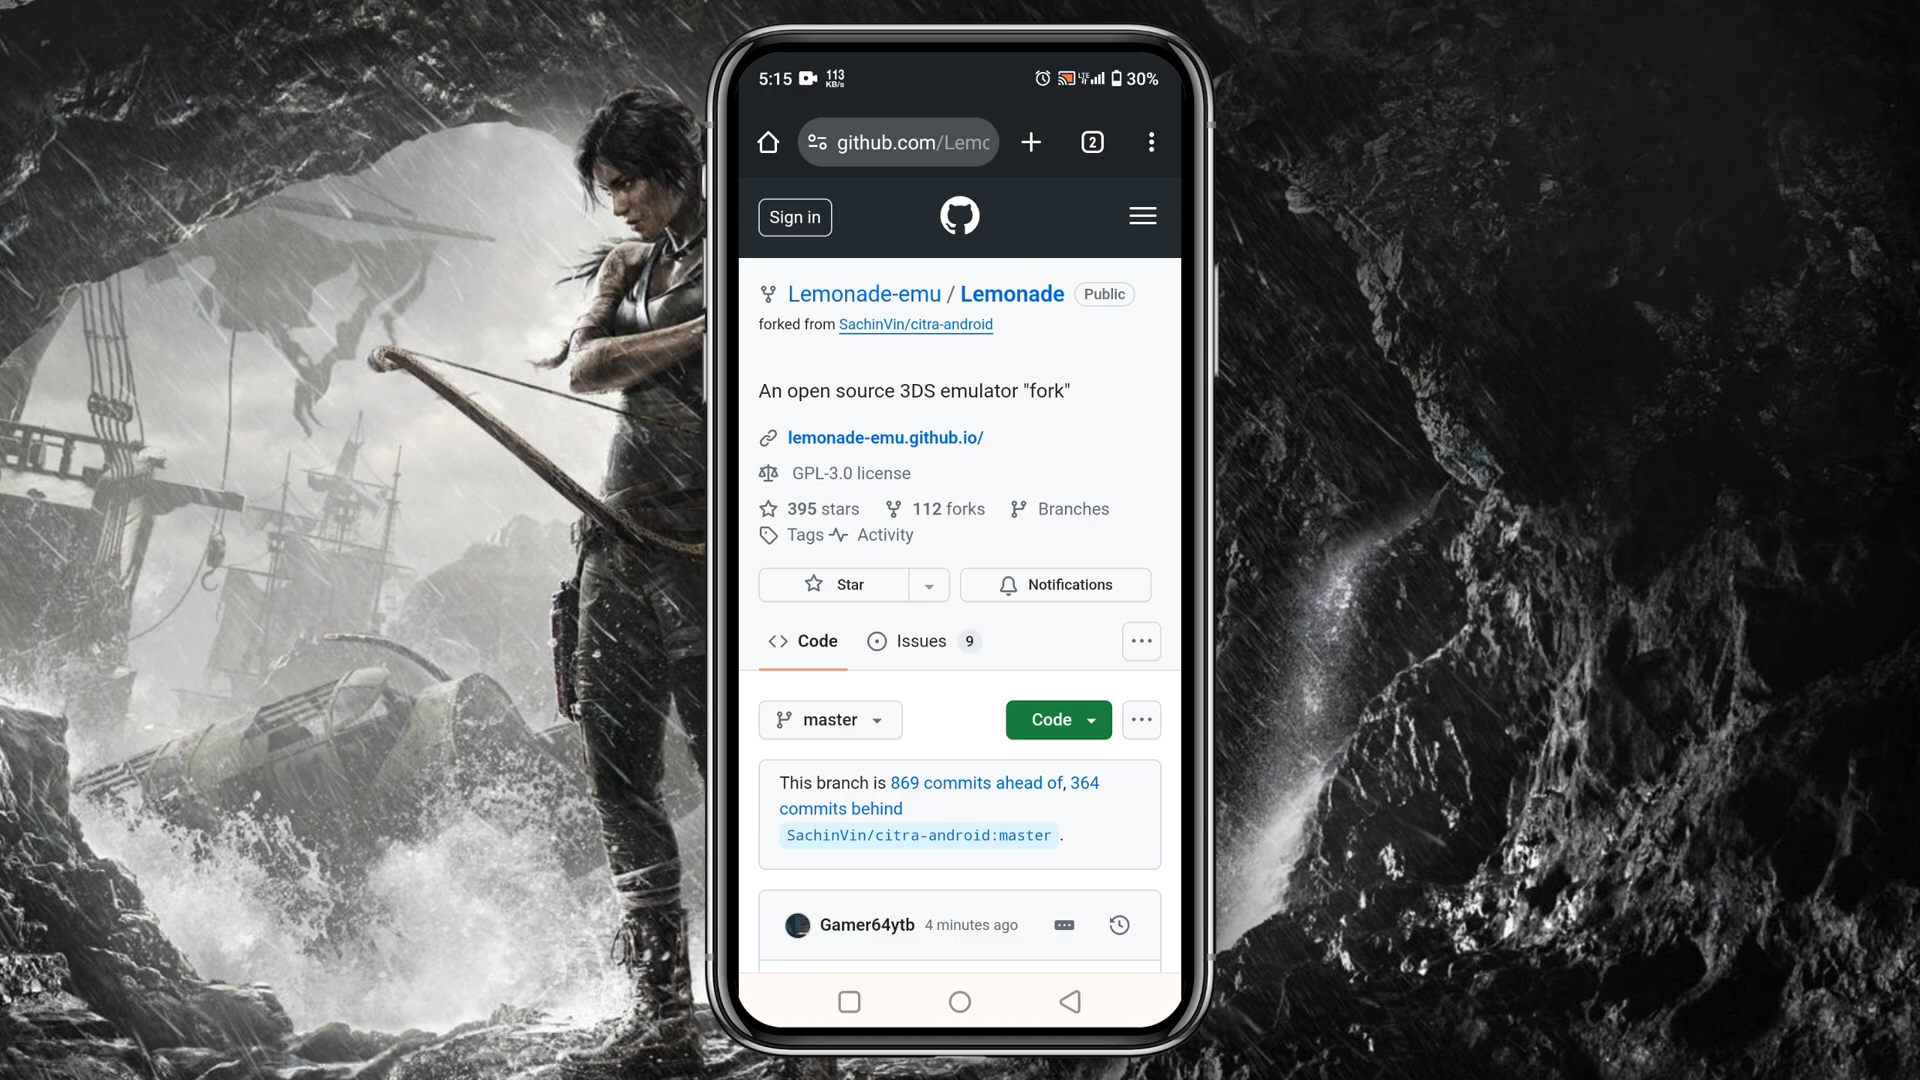 5:15 113 KB/s LTE 30%
github.com/Lemo 2
Sign in
Lemonade-emu / Lemonade Public
forked from SachinVin/citra-android
An open source 3DS emulator "fork"
lemonade-emu.github.io/
GPL-3.0 license
395 stars 112 forks Branches
Tags Activity
Star Notifications
Code Issues 9
master Code
This branch is 869 commits ahead of, 364
commits behind
SachinVin/citra-android:master .
Gamer64ytb 4 minutes ago